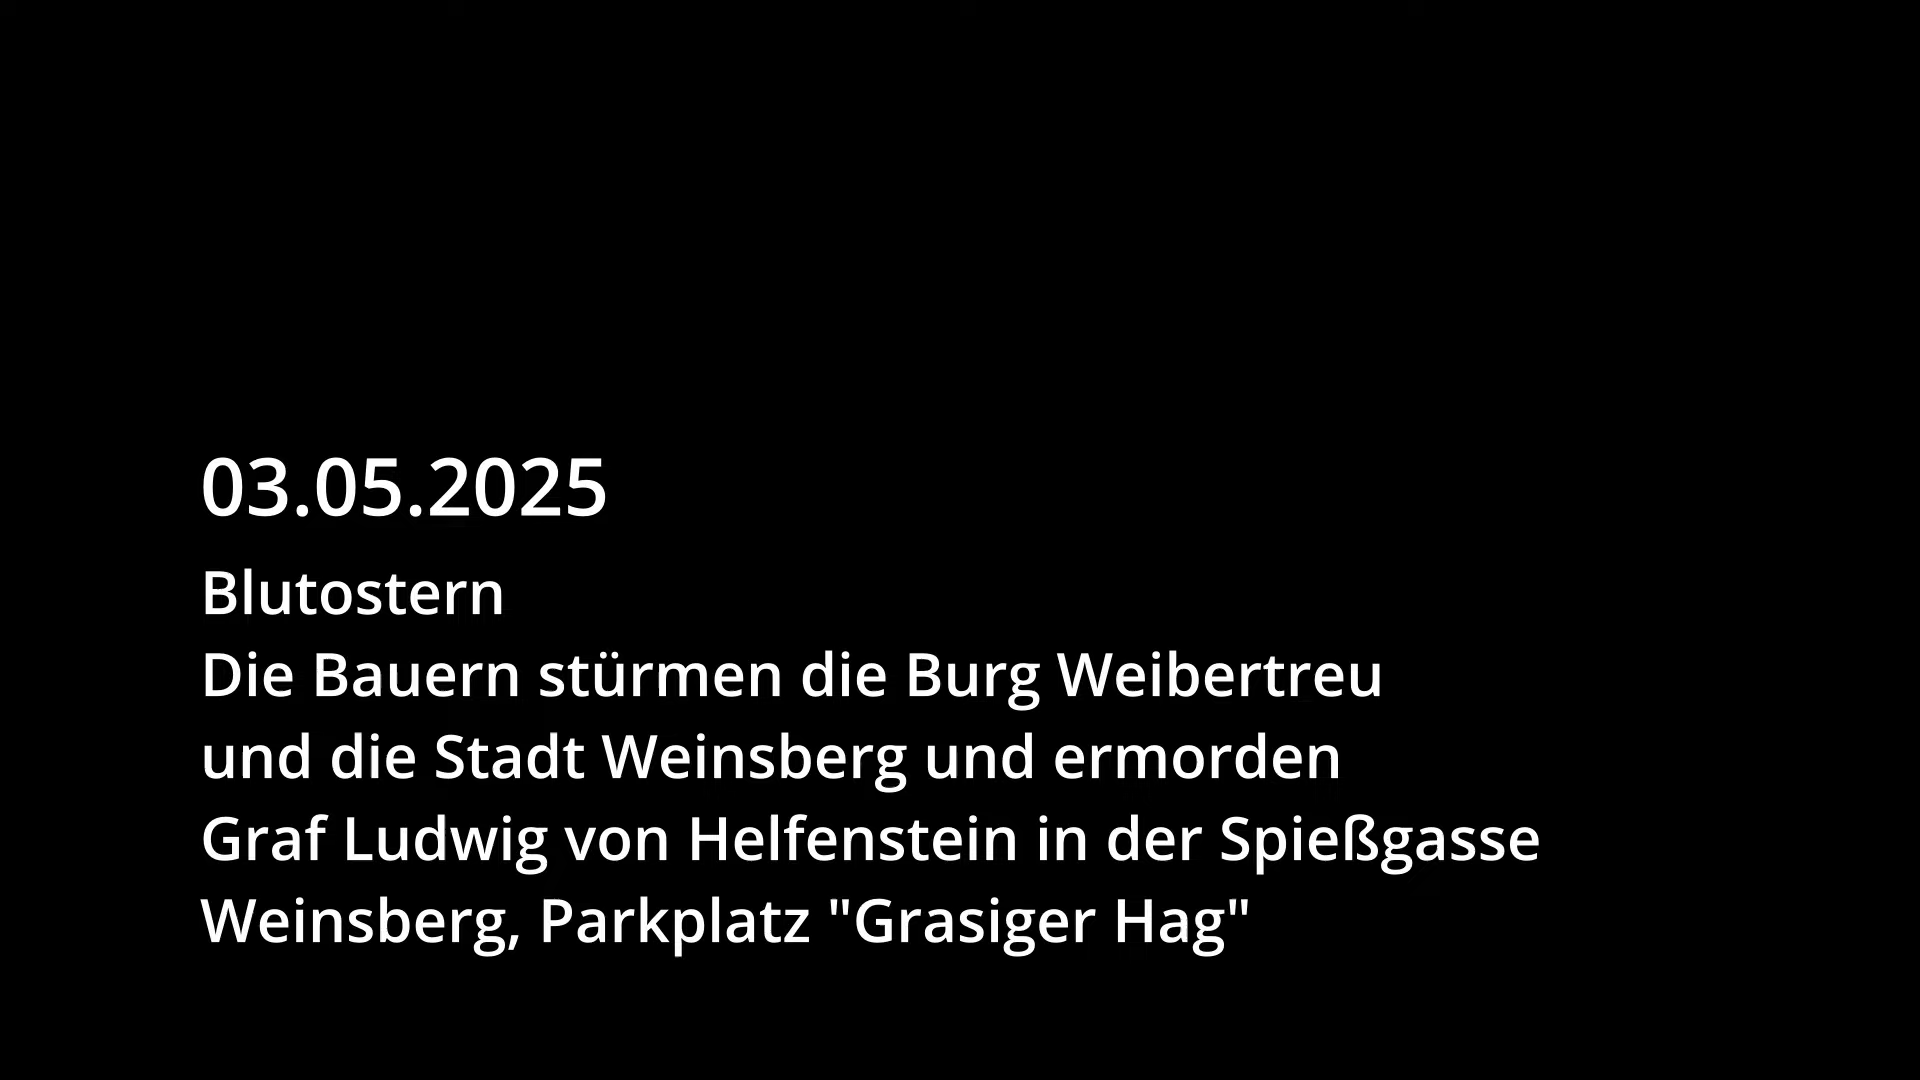 03.05.2025
Blutostern
Die Bauern stürmen die Burg Weibertreu
und die Stadt Weinsberg und ermorden
Graf Ludwig von Helfenstein in der Spießgasse
Weinsberg, Parkplatz "Grasiger Hag"